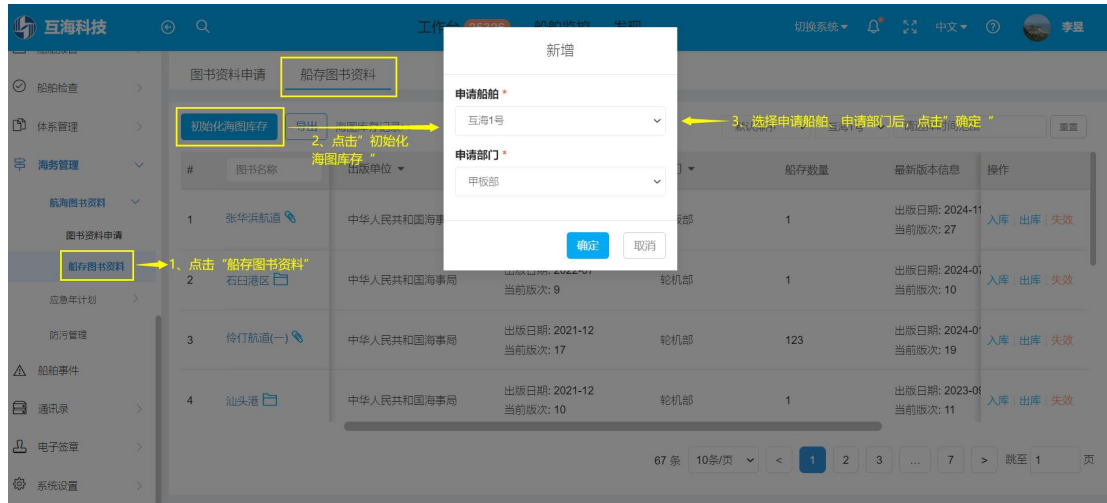 互海科技
工作台 25326 船舶监控 发现
切换系统
中文
李昱
船舶检查
体系管理
海务管理
航海图书资料
图书资料申请
船存图书资料
应急年计划
防污管理
船舶事件
通讯录
电子签章
系统设置
图书资料申请 船存图书资料
初始化海图库存 导出 海图库存记录
互海1号
重置
1、点击“船存图书资料”
2、点击”初始化
海图库存 “
3、选择申请船舶、申请部门后，点击”确定 “
新增
申请船舶 *
互海1号
申请部门 *
甲板部
确定 取消
# 图书名称 出版单位 船存数量 最新版本信息 操作
1 张华浜航道 中华人民共和国海事 1 出版日期: 2024-11 入库 出库 失效
当前版次: 27
2 石臼港区 中华人民共和国海事局 出版日期: 2022-07 轮机部 1 出版日期: 2024-07 入库 出库 失效
当前版次: 9 当前版次: 10
3 伶仃航道(一) 中华人民共和国海事局 出版日期: 2021-12 轮机部 123 出版日期: 2024-0 入库 出库 失效
当前版次: 17 当前版次: 19
4 汕头港 中华人民共和国海事局 出版日期: 2021-12 轮机部 1 出版日期: 2023-09 入库 出库 失效
当前版次: 10 当前版次: 11
67 条 10条/页 < 1 2 3 ... 7 > 跳至 1 页